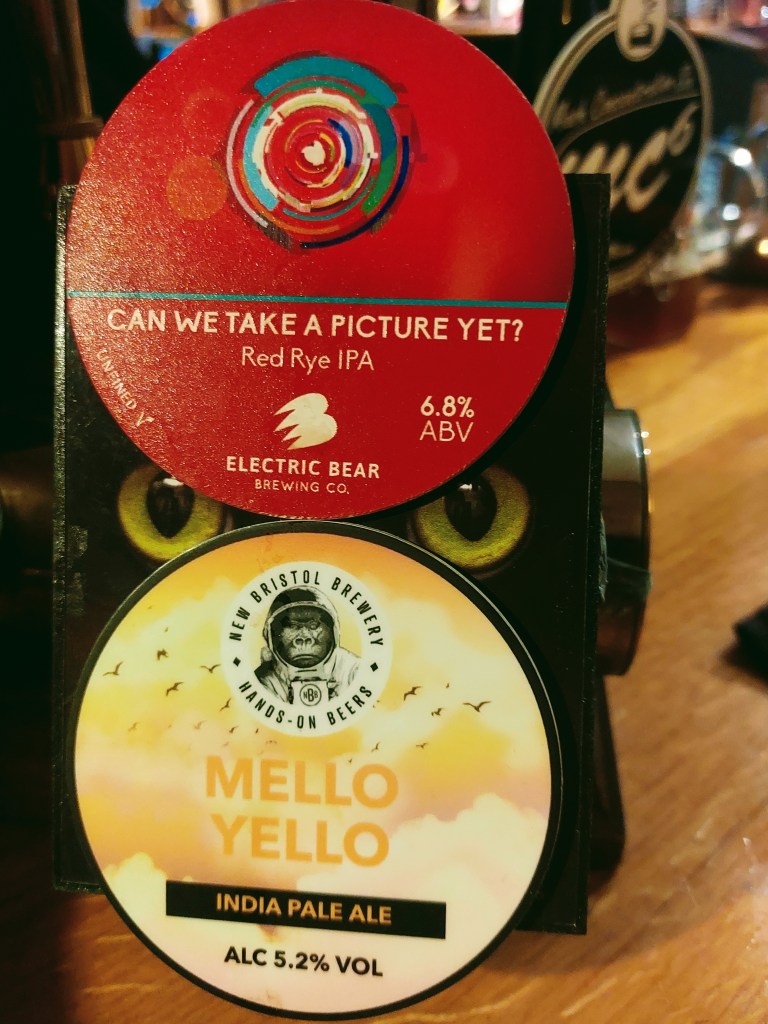 CAN WE TAKE A PICTURE YET?
Red Rye IPA
UNFINED V
6.8%
ABV
ELECTRIC BEAR
BREWING CO.
NEW BRISTOL BREWERY
NBB
HANDS-ON BEERS
MELLO
YELLO
INDIA PALE ALE
ALC 5.2% VOL